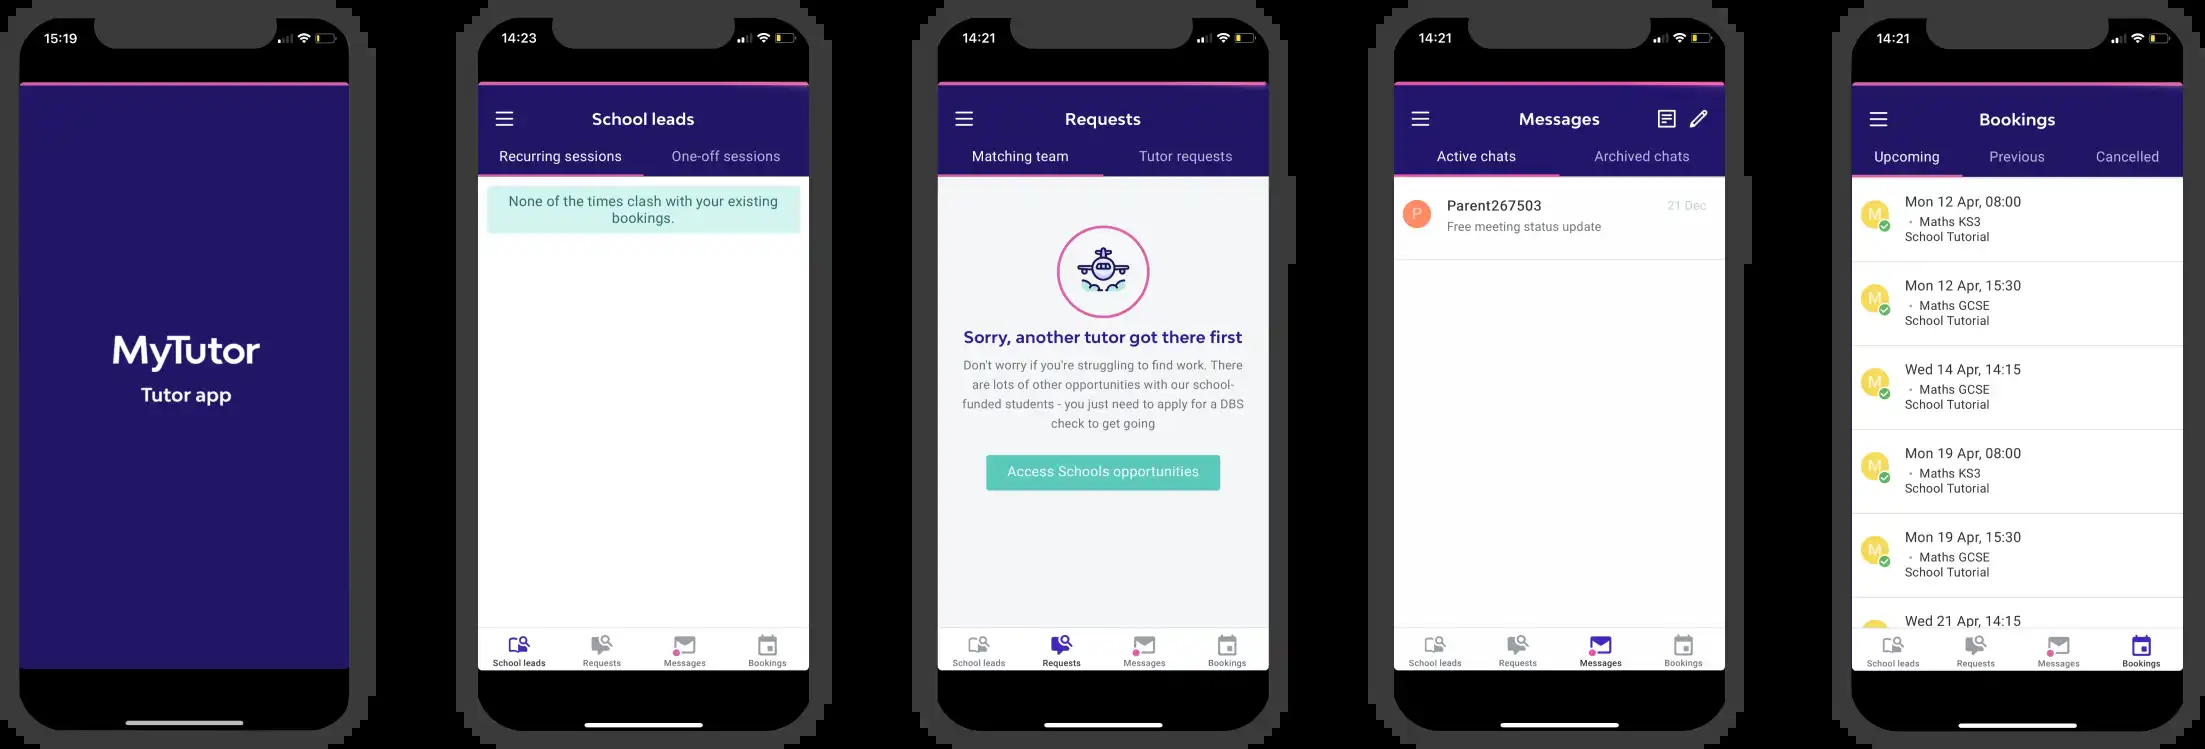 15:19
MyTutor
Tutor app
14:23
School leads
Recurring sessions
One-off sessions
None of the times clash with your existing
bookings.
School leads
Requests
Messages
Bookings
14:21
Requests
Matching team
Tutor requests
Sorry, another tutor got there first
Don't worry if you're struggling to find work. There
are lots of other opportunities with our school-
funded students - you just need to apply for a DBS
check to get going
Access Schools opportunities
School leads
Requests
Messages
Bookings
14:21
Messages
Active chats
Archived chats
P
Parent267503
21 Dec
Free meeting status update
School leads
Requests
Messages
Bookings
14:21
Bookings
Upcoming
Previous
Cancelled
M
Mon 12 Apr, 08:00
• Maths KS3
School Tutorial
M
Mon 12 Apr, 15:30
• Maths GCSE
School Tutorial
M
Wed 14 Apr, 14:15
• Maths GCSE
School Tutorial
M
Mon 19 Apr, 08:00
• Maths KS3
School Tutorial
M
Mon 19 Apr, 15:30
• Maths GCSE
School Tutorial
Wed 21 Apr, 14:15
School leads
Requests
Messages
Bookings